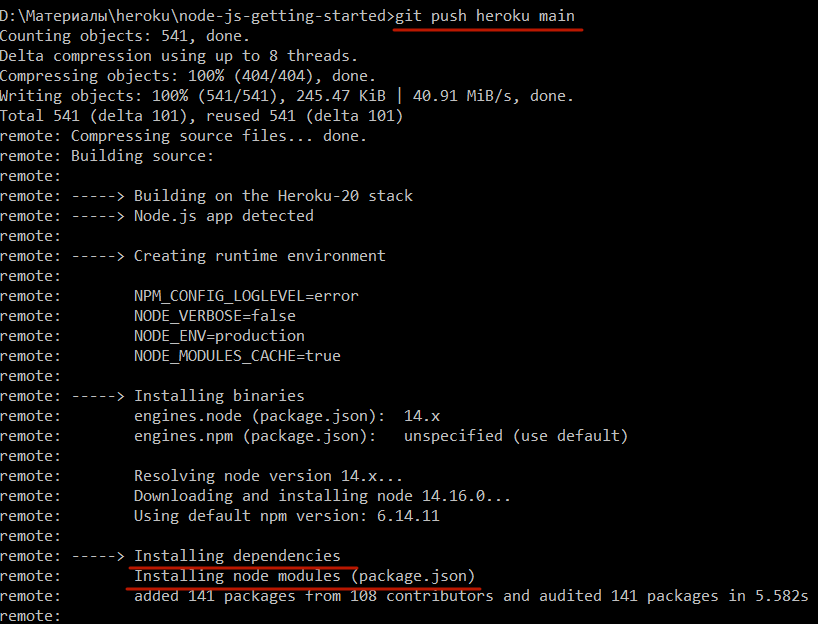 D:\Материалы\heroku\node-js-getting-started>git push heroku main
Counting objects: 541, done.
Delta compression using up to 8 threads.
Compressing objects: 100% (404/404), done.
Writing objects: 100% (541/541), 245.47 KiB | 40.91 MiB/s, done.
Total 541 (delta 101), reused 541 (delta 101)
remote: Compressing source files... done.
remote: Building source:
remote:
remote: -----> Building on the Heroku-20 stack
remote: -----> Node.js app detected
remote:
remote: -----> Creating runtime environment
remote:
remote:        NPM_CONFIG_LOGLEVEL=error
remote:        NODE_VERBOSE=false
remote:        NODE_ENV=production
remote:        NODE_MODULES_CACHE=true
remote:
remote: -----> Installing binaries
remote:        engines.node (package.json):  14.x
remote:        engines.npm (package.json):   unspecified (use default)
remote:
remote:        Resolving node version 14.x...
remote:        Downloading and installing node 14.16.0...
remote:        Using default npm version: 6.14.11
remote:
remote: -----> Installing dependencies
remote:        Installing node modules (package.json)
remote:        added 141 packages from 108 contributors and audited 141 packages in 5.582s
remote: